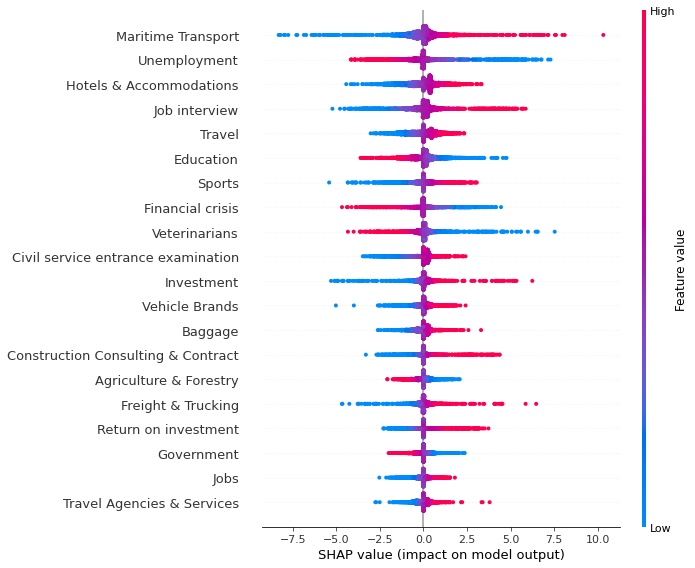 High
Maritime Transport
Unemployment
Hotels & Accommodations
Job interview
Travel
Education
Sports
Financial crisis
Veterinarians
Civil service entrance examination
Investment
Vehicle Brands
Baggage
Construction Consulting & Contract
Agriculture & Forestry
Freight & Trucking
Return on investment
Government
Jobs
Travel Agencies & Services
Feature value
Low
−7.5 −5.0 −2.5 0.0 2.5 5.0 7.5 10.0
SHAP value (impact on model output)